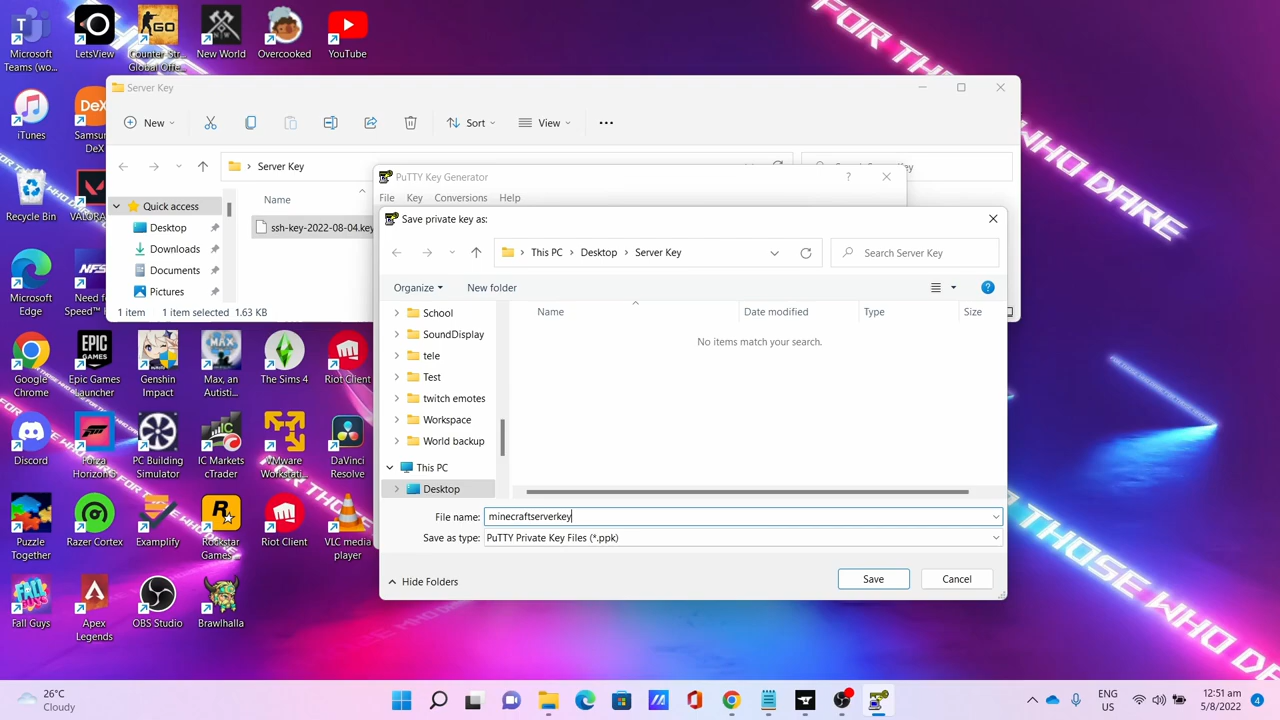 Microsoft Teams (wo...
LetsView
Counter-Str... Global Offe...
New World
Overcooked
YouTube
FOR THOSE WHO DARE
iTunes
Samsu... DeX
Recycle Bin
VALORA
Microsoft Edge
Need fo Speed™
Google Chrome
Epic Games Launcher
Genshin Impact
Max, an Autisti...
The Sims 4
Riot Client
Discord
Forza Horizon 5
PC Building Simulator
IC Markets cTrader
VMware Workstati...
DaVinci Resolve
Puzzle Together
Razer Cortex
Examplify
Rockstar Games ...
Riot Client
VLC media player
Fall Guys
Apex Legends
OBS Studio
Brawlhalla
Server Key
New
Sort
View
Server Key
Quick access
Desktop
Downloads
Documents
Pictures
Name
ssh-key-2022-08-04.key
1 item
1 item selected 1.63 KB
PuTTY Key Generator
?
File Key Conversions Help
Save private key as:
This PC > Desktop > Server Key
Search Server Key
Organize
New folder
School
SoundDisplay
tele
Test
twitch emotes
Workspace
World backup
This PC
Desktop
Name
Date modified
Type
Size
No items match your search.
File name: minecraftserverkey
Save as type: PuTTY Private Key Files (*.ppk)
Hide Folders
Save
Cancel
THOSE WHO DA
26°C
Cloudy
ENG
US
12:51 am
5/8/2022
4